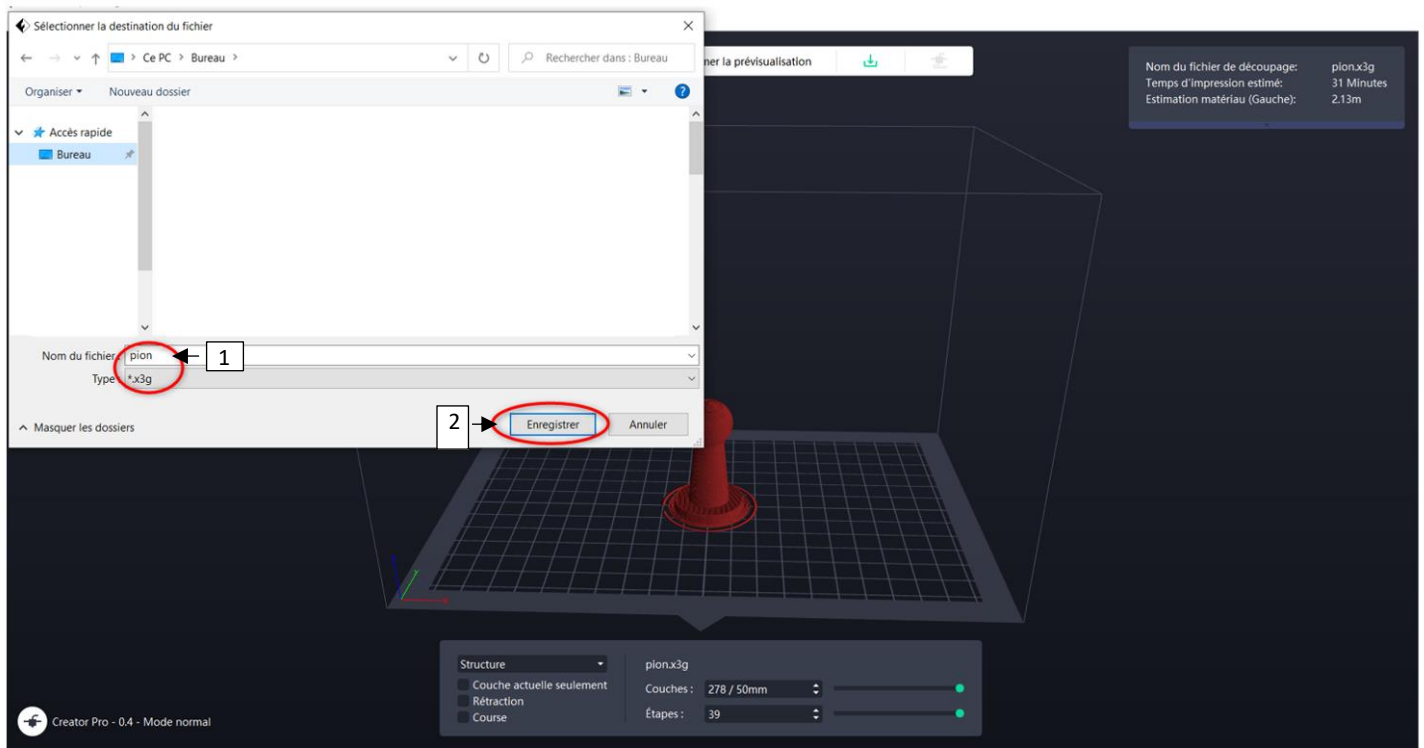 Sélectionner la destination du fichier
Ce PC > Bureau >
Rechercher dans : Bureau
ner la prévisualisation
Organiser
Nouveau dossier
Accès rapide
Bureau
Nom du fichier de découpage: pion.x3g
Temps d'impression estimé: 31 Minutes
Estimation matériau (Gauche): 2.13m
Nom du fichier : pion
1
Type : *.x3g
2
Enregistrer
Annuler
Masquer les dossiers
Structure
Couche actuelle seulement
Rétraction
Course
pion.x3g
Couches : 278 / 50mm
Étapes : 39
Creator Pro - 0.4 - Mode normal